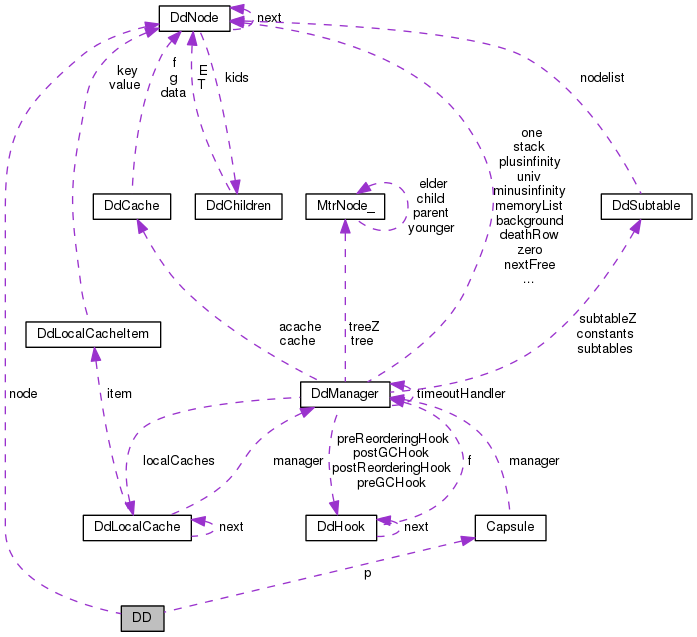 DdNode
next
key
value
f
g
data
E
T
kids
nodelist
one
stack
plusinfinity
univ
minusinfinity
memoryList
background
deathRow
zero
nextFree
...
elder
child
parent
younger
DdCache
DdChildren
MtrNode_
DdSubtable
DdLocalCacheItem
acache
cache
treeZ
tree
subtableZ
constants
subtables
node
item
DdManager
timeoutHandler
localCaches
manager
preReorderingHook
postGCHook
postReorderingHook
preGCHook
f
manager
DdLocalCache
next
DdHook
next
Capsule
p
DD